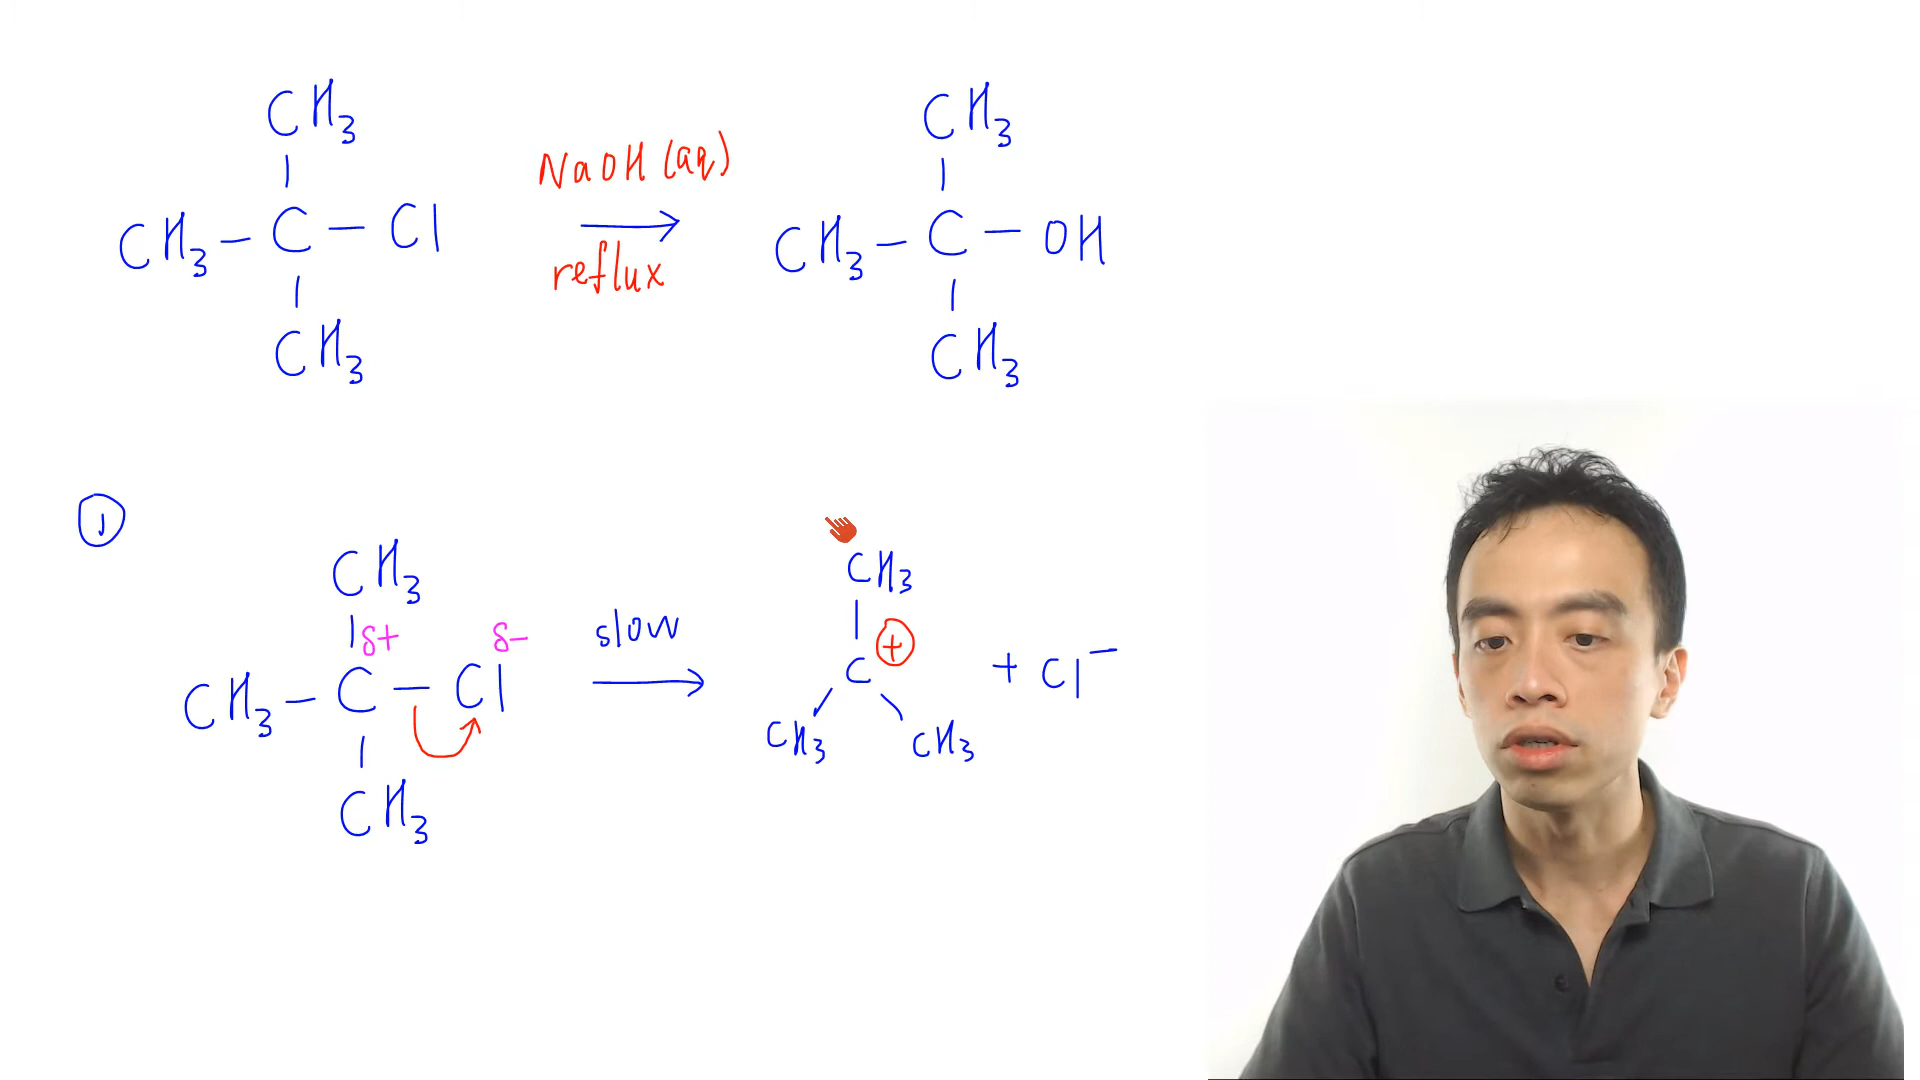 CH3 CH3
| NaOH (aq) |
CH3 – C – Cl → CH3 – C – OH
| reflux |
CH3 CH3
①
CH3 CH3
| δ+ δ– slow | ⊕
CH3 – C – Cl → C + Cl⁻
| CH3 CH3
CH3